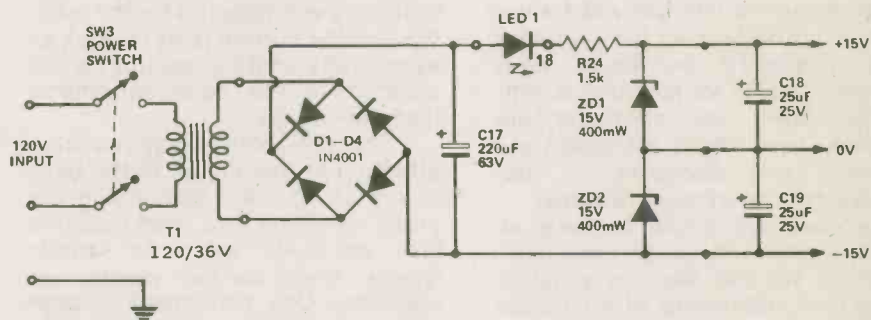 SW3
POWER
SWITCH
120V
INPUT
T1
120/36V
D1–D4
IN4001
+
C17
220uF
63V
LED 1
18
R24
1.5k
ZD1
15V
400mW
ZD2
15V
400mW
+
C18
25uF
25V
+
C19
25uF
25V
+15V
0V
–15V